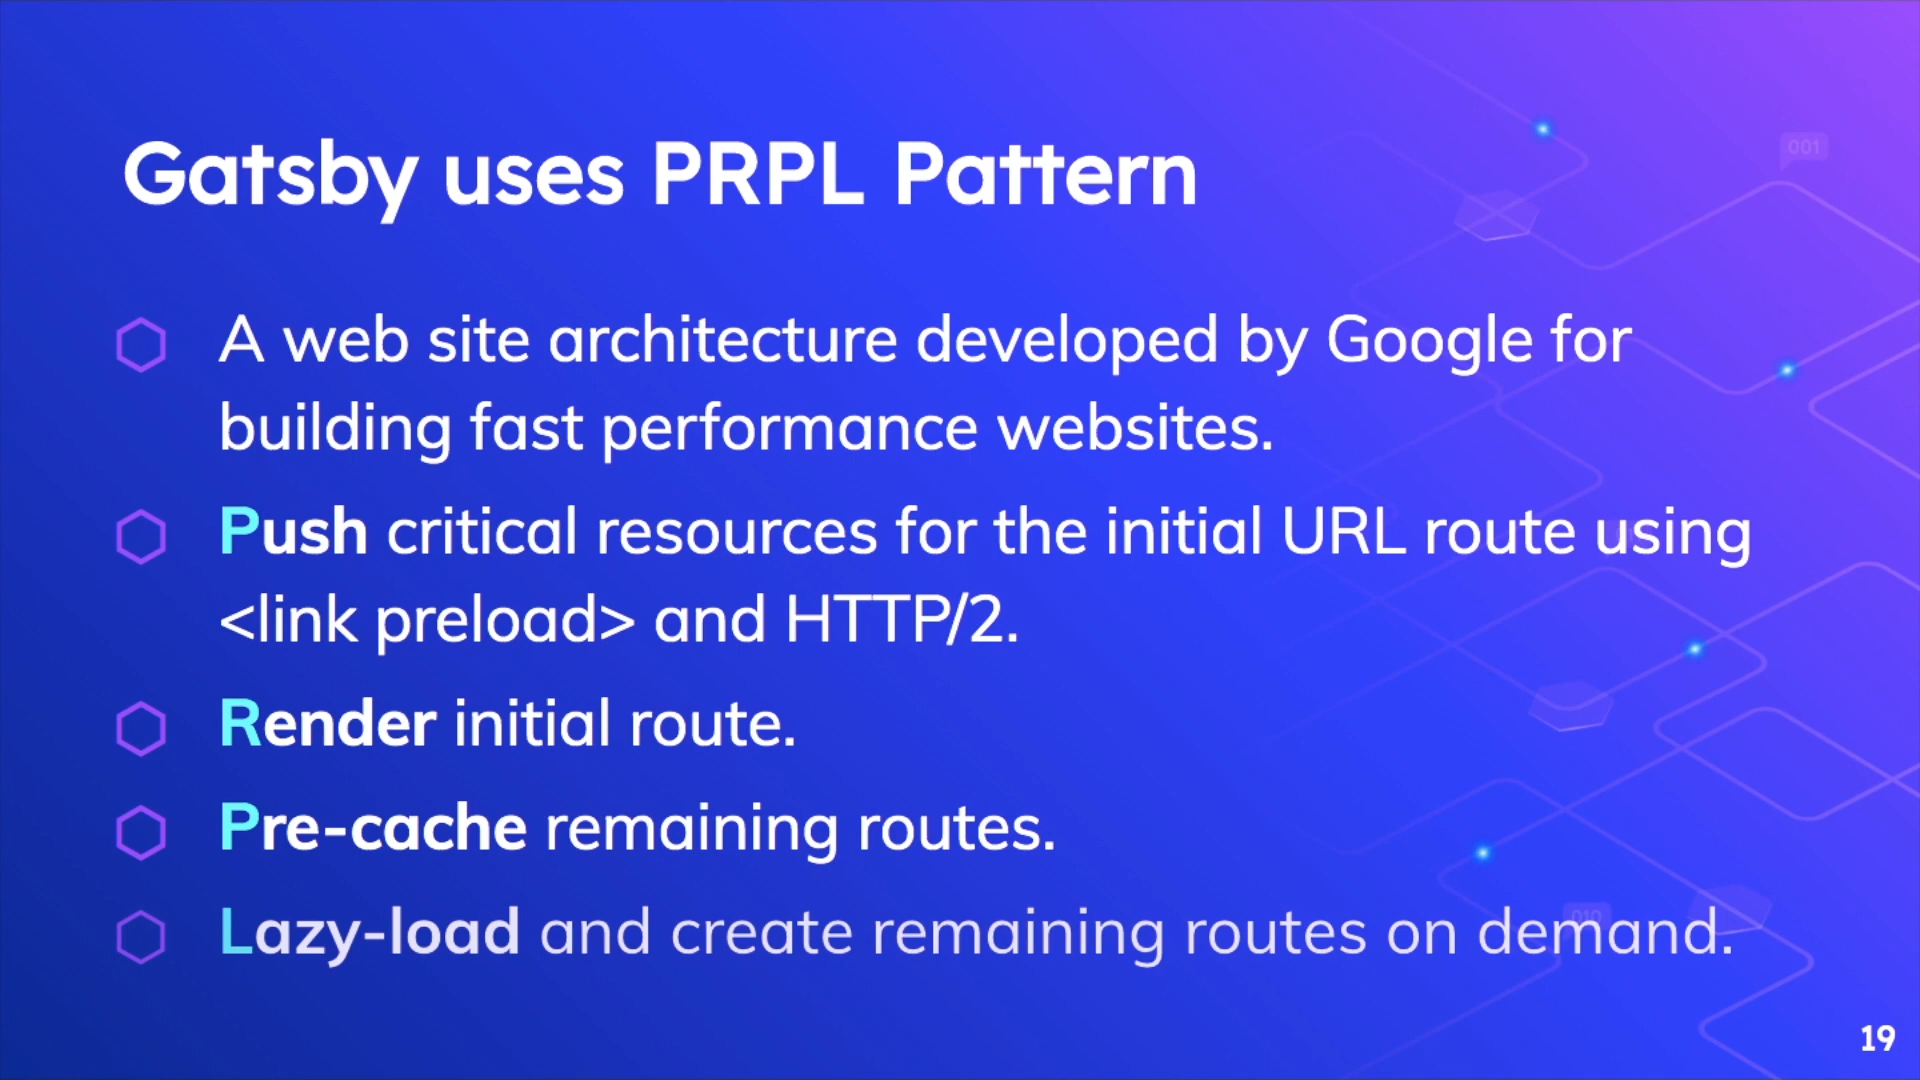 Gatsby uses PRPL Pattern
001
A web site architecture developed by Google for
building fast performance websites.
Push critical resources for the initial URL route using
<link preload> and HTTP/2.
Render initial route.
Pre-cache remaining routes.
010
Lazy-load and create remaining routes on demand.
19